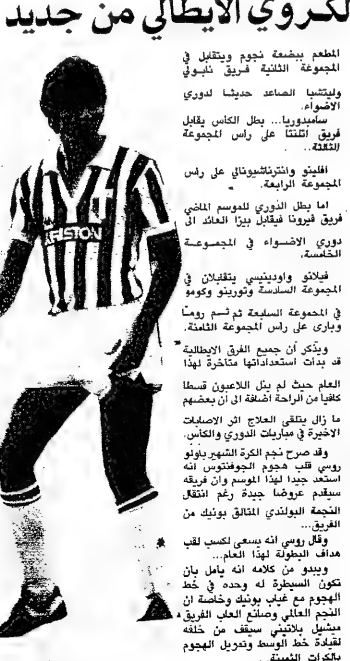 لكروي الايطالي من جديد
المطعم ببضعة نجوم ويتقابل في
المجموعة الثانية فريق نابولي
وليتشيا الصاعد حديثا لدوري
الاضواء.
سامبدوريا... بطل الكأس يقابل
فريق اتلنتا على راس المجموعة
الثالثة..
افلينو وانترناشيونالي على راس
المجموعة الرابعة.
اما بطل الدوري للموسم الماضي
فريق فيرونا فيقابل بيزا العائد الى
دوري الاضواء في المجموعة
الخامسة.
فميلانو واودينيسي يتقابلان في
المجموعة السادسة وتورينو وكومو
في المجموعة السابعة ثم روما
وباري على راس المجموعة الثامنة.
ويذكر أن جميع الفرق الايطالية
قد بدأت استعداداتها متأخرة لهذا
العام حيث لم ينل اللاعبون قسطا
كافيا من الراحة اضافة الى أن بعضهم
ما زال يتلقى العلاج اثر الاصابات
الاخيرة في مباريات الدوري والكأس.
وقد صرح نجم الكرة الشهير باولو
روسي قلب هجوم الجوفنتوس انه
استعد جيدا لهذا الموسم وان فريقه
سيقدم عروضا جيدة رغم انتقال
النجمة البولندي المتالق بونيك من
الفريق...
وقال روسي انه يسعى لكسب لقب
هداف البطولة لهذا العام...
ويبدو من كلامه انه يأمل بان
تكون السيطرة له وحده في خط
الهجوم مع غياب بونيك وخاصة ان
النجم العالمي وصانع العاب الفريق
ميشيل بلاتيني سيقف من خلفه
لقيادة خط الوسط وتمويل الهجوم
بالكرات الثمينة.
ARISTON